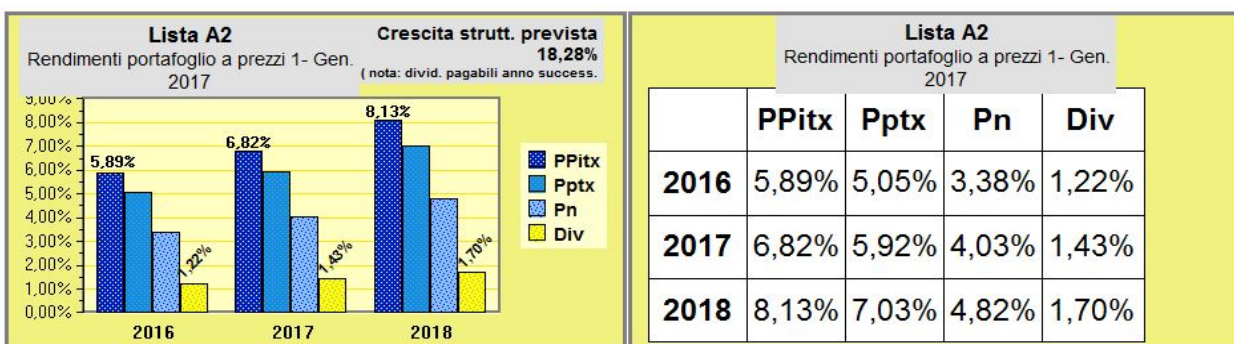 Lista A2
Rendimenti portafoglio a prezzi 1- Gen.
2017
Crescita strutt. prevista
18,28%
( nota: divid. pagabili anno success.
9,00%
8,00%
7,00%
6,00%
5,00%
4,00%
3,00%
2,00%
1,00%
0,00%
5,89%
1,22%
6,82%
1,43%
8,13%
1,70%
2016 2017 2018
PPitx
Pptx
Pn
Div
Lista A2
Rendimenti portafoglio a prezzi 1- Gen.
2017
PPitx Pptx Pn Div
2016 5,89% 5,05% 3,38% 1,22%
2017 6,82% 5,92% 4,03% 1,43%
2018 8,13% 7,03% 4,82% 1,70%